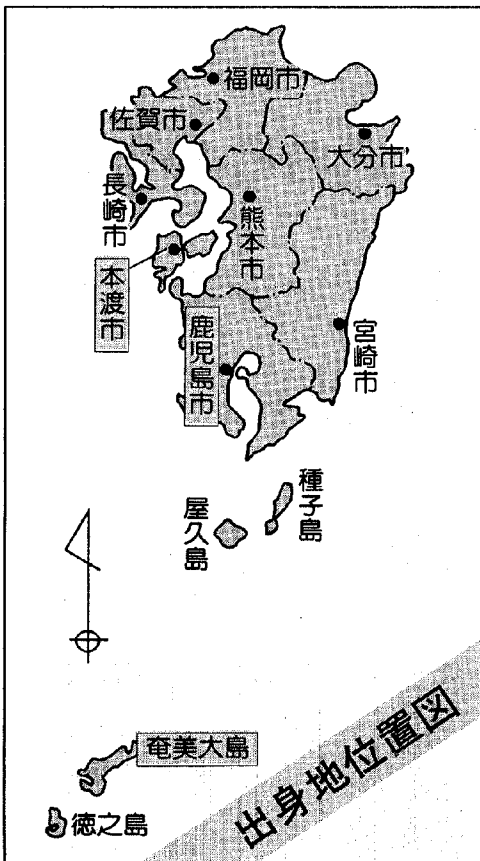 福岡市
佐賀市
大分市
長崎市
熊本市
本渡市
鹿児島市
宮崎市
種子島
屋久島
奄美大島
徳之島
出身地位置図